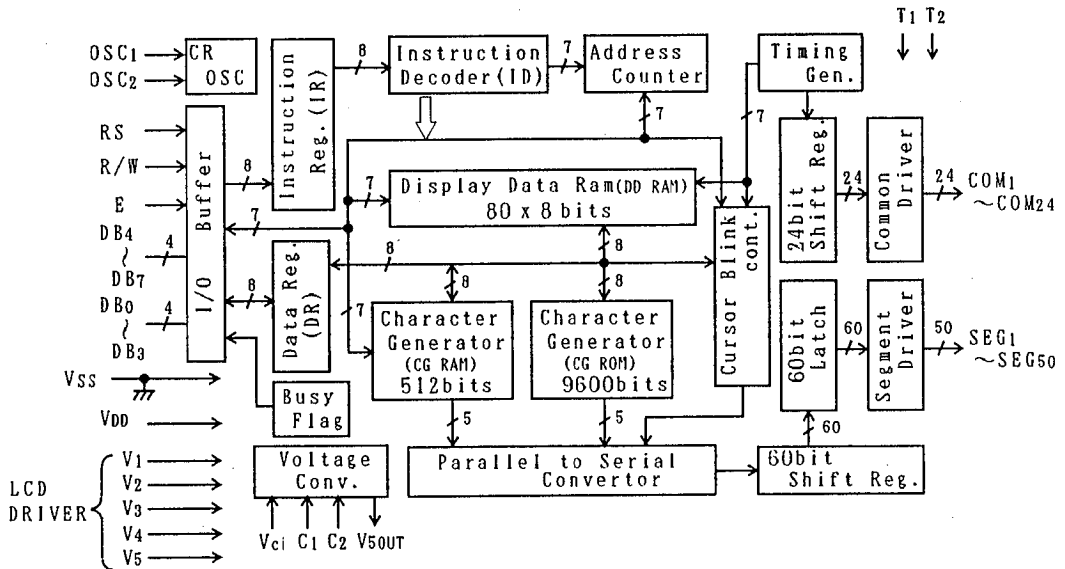 OSC1
OSC2
CR
OSC
Instruction
Reg. (IR)
8
Instruction
Decoder(ID)
7
Address
Counter
Timing
Gen.
T1 T2
RS
R/W
E
DB4
~
DB7
4
DB0
~
DB3
4
I/O Buffer
8
7
8
7
7
Display Data Ram(DD RAM)
80 x 8bits
7
24bit
Shift Reg.
24
Common
Driver
24
COM1
~COM24
Data Reg.
(DR)
8
8
8
8
7
Character
Generator
(CG RAM)
512bits
Character
Generator
(CG ROM)
9600bits
Cursor Blink
cont.
60bit
Latch
60
Segment
Driver
50
SEG1
~SEG50
VSS
Busy
Flag
5
5
60
VDD
LCD
DRIVER
V1
V2
V3
V4
V5
Voltage
Conv.
Vci C1 C2 V5OUT
Parallel to Serial
Convertor
60bit
Shift Reg.